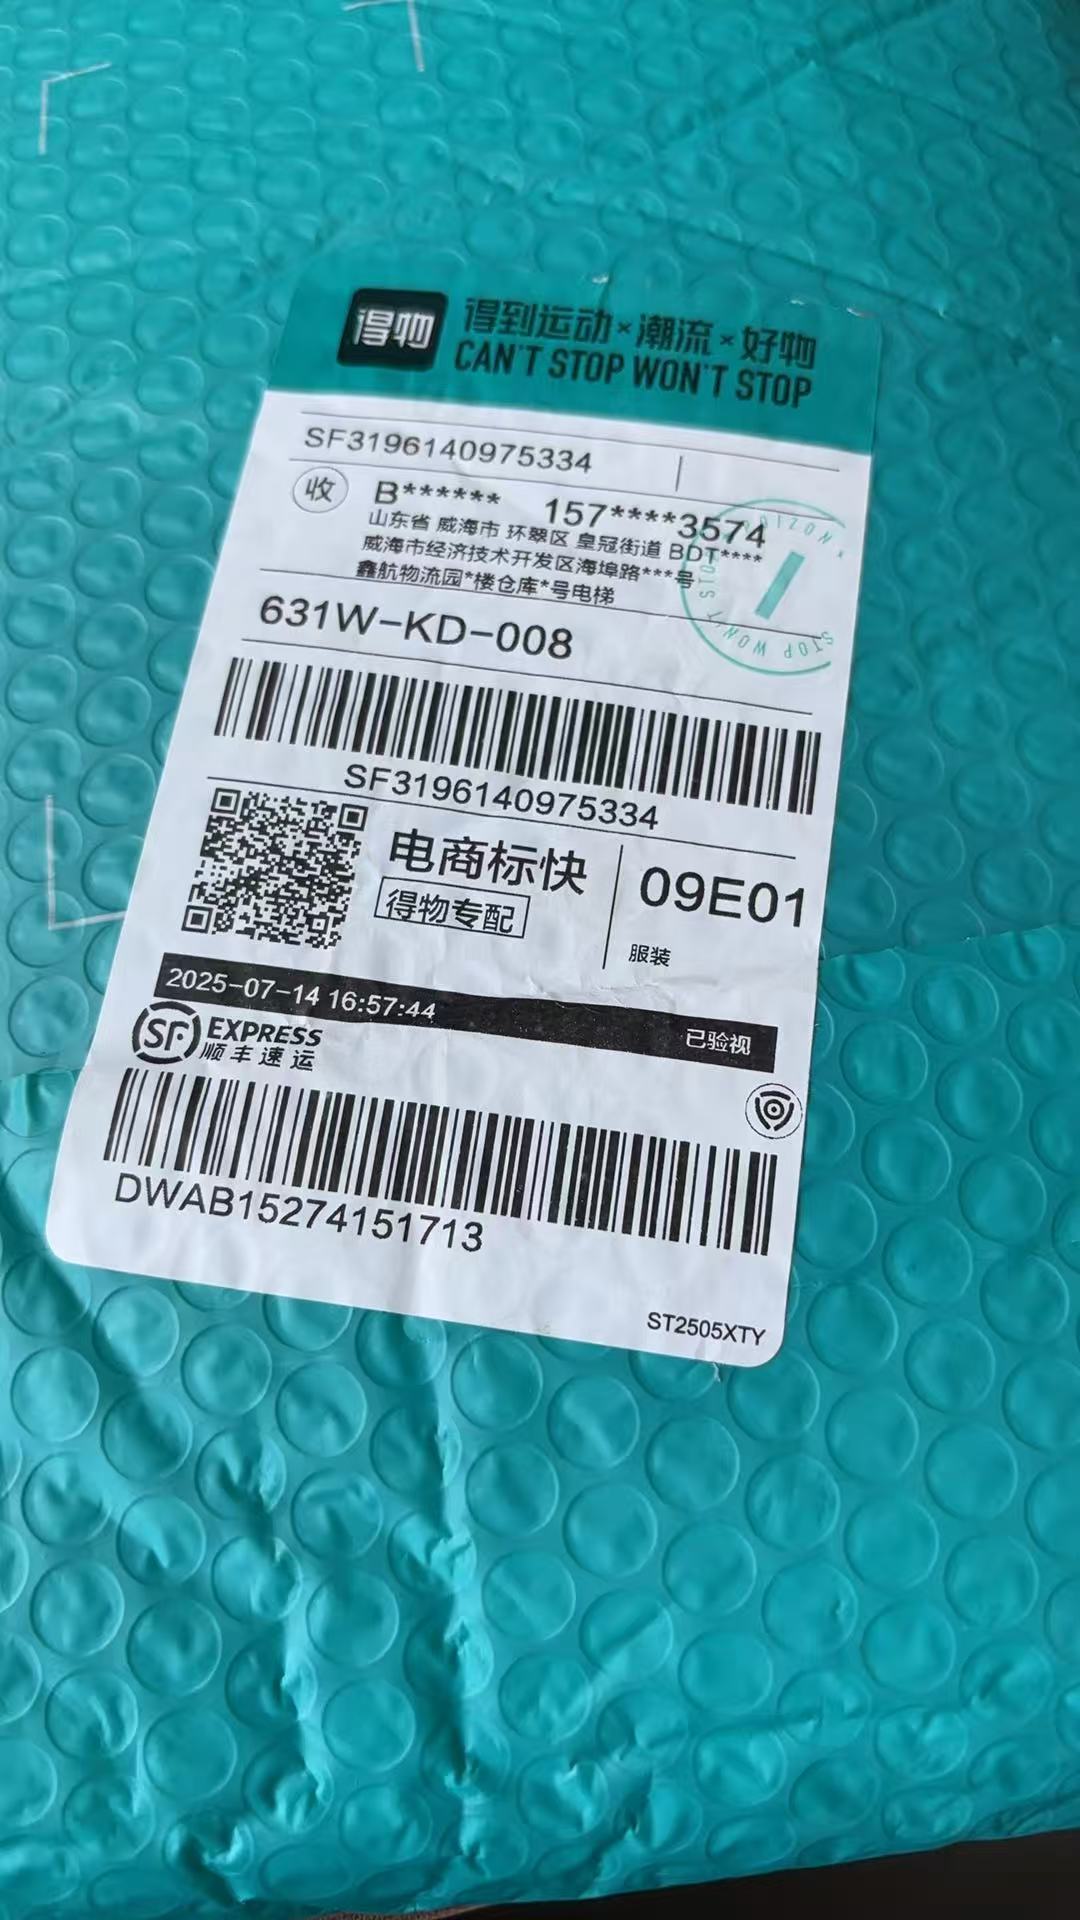 得物
得到运动×潮流×好物
CAN'T STOP WON'T STOP
SF3196140975334
收
B****** 157****3574
山东省 威海市 环翠区 皇冠街道 BDT****
威海市经济技术开发区海埠路***号
鑫航物流园*楼仓库*号电梯
STOP WON'T STOP
631W-KD-008
SF3196140975334
电商标快
得物专配
09E01
服装
2025-07-14 16:57:44
已验视
SF EXPRESS
顺丰速运
DWAB15274151713
ST2505XTY